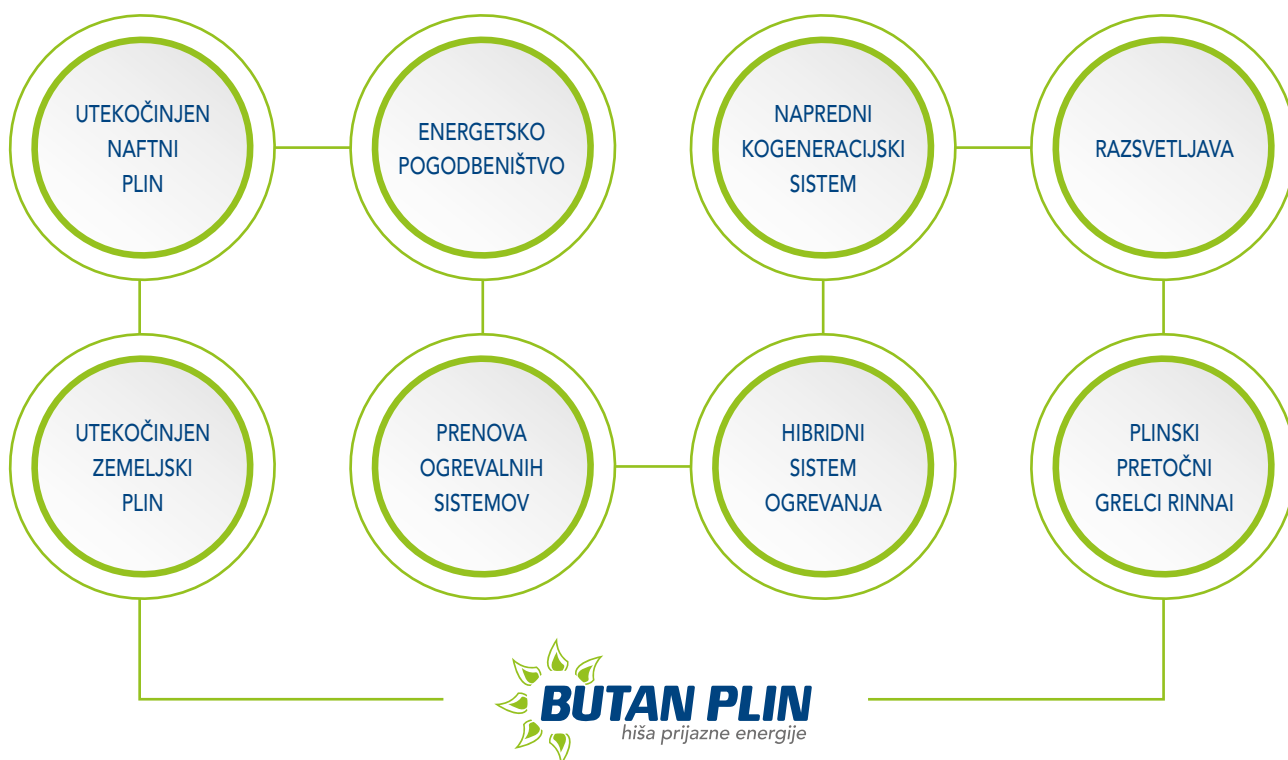 UTEKOČINJEN
NAFTNI
PLIN
ENERGETSKO
POGODBENIŠTVO
NAPREDNI
KOGENERACIJSKI
SISTEM
RAZSVETLJAVA
UTEKOČINJEN
ZEMELJSKI
PLIN
PRENOVA
OGREVALNIH
SISTEMOV
HIBRIDNI
SISTEM
OGREVANJA
PLINSKI
PRETOČNI
GRELCI RINNAI
BUTAN PLIN
hiša prijazne energije